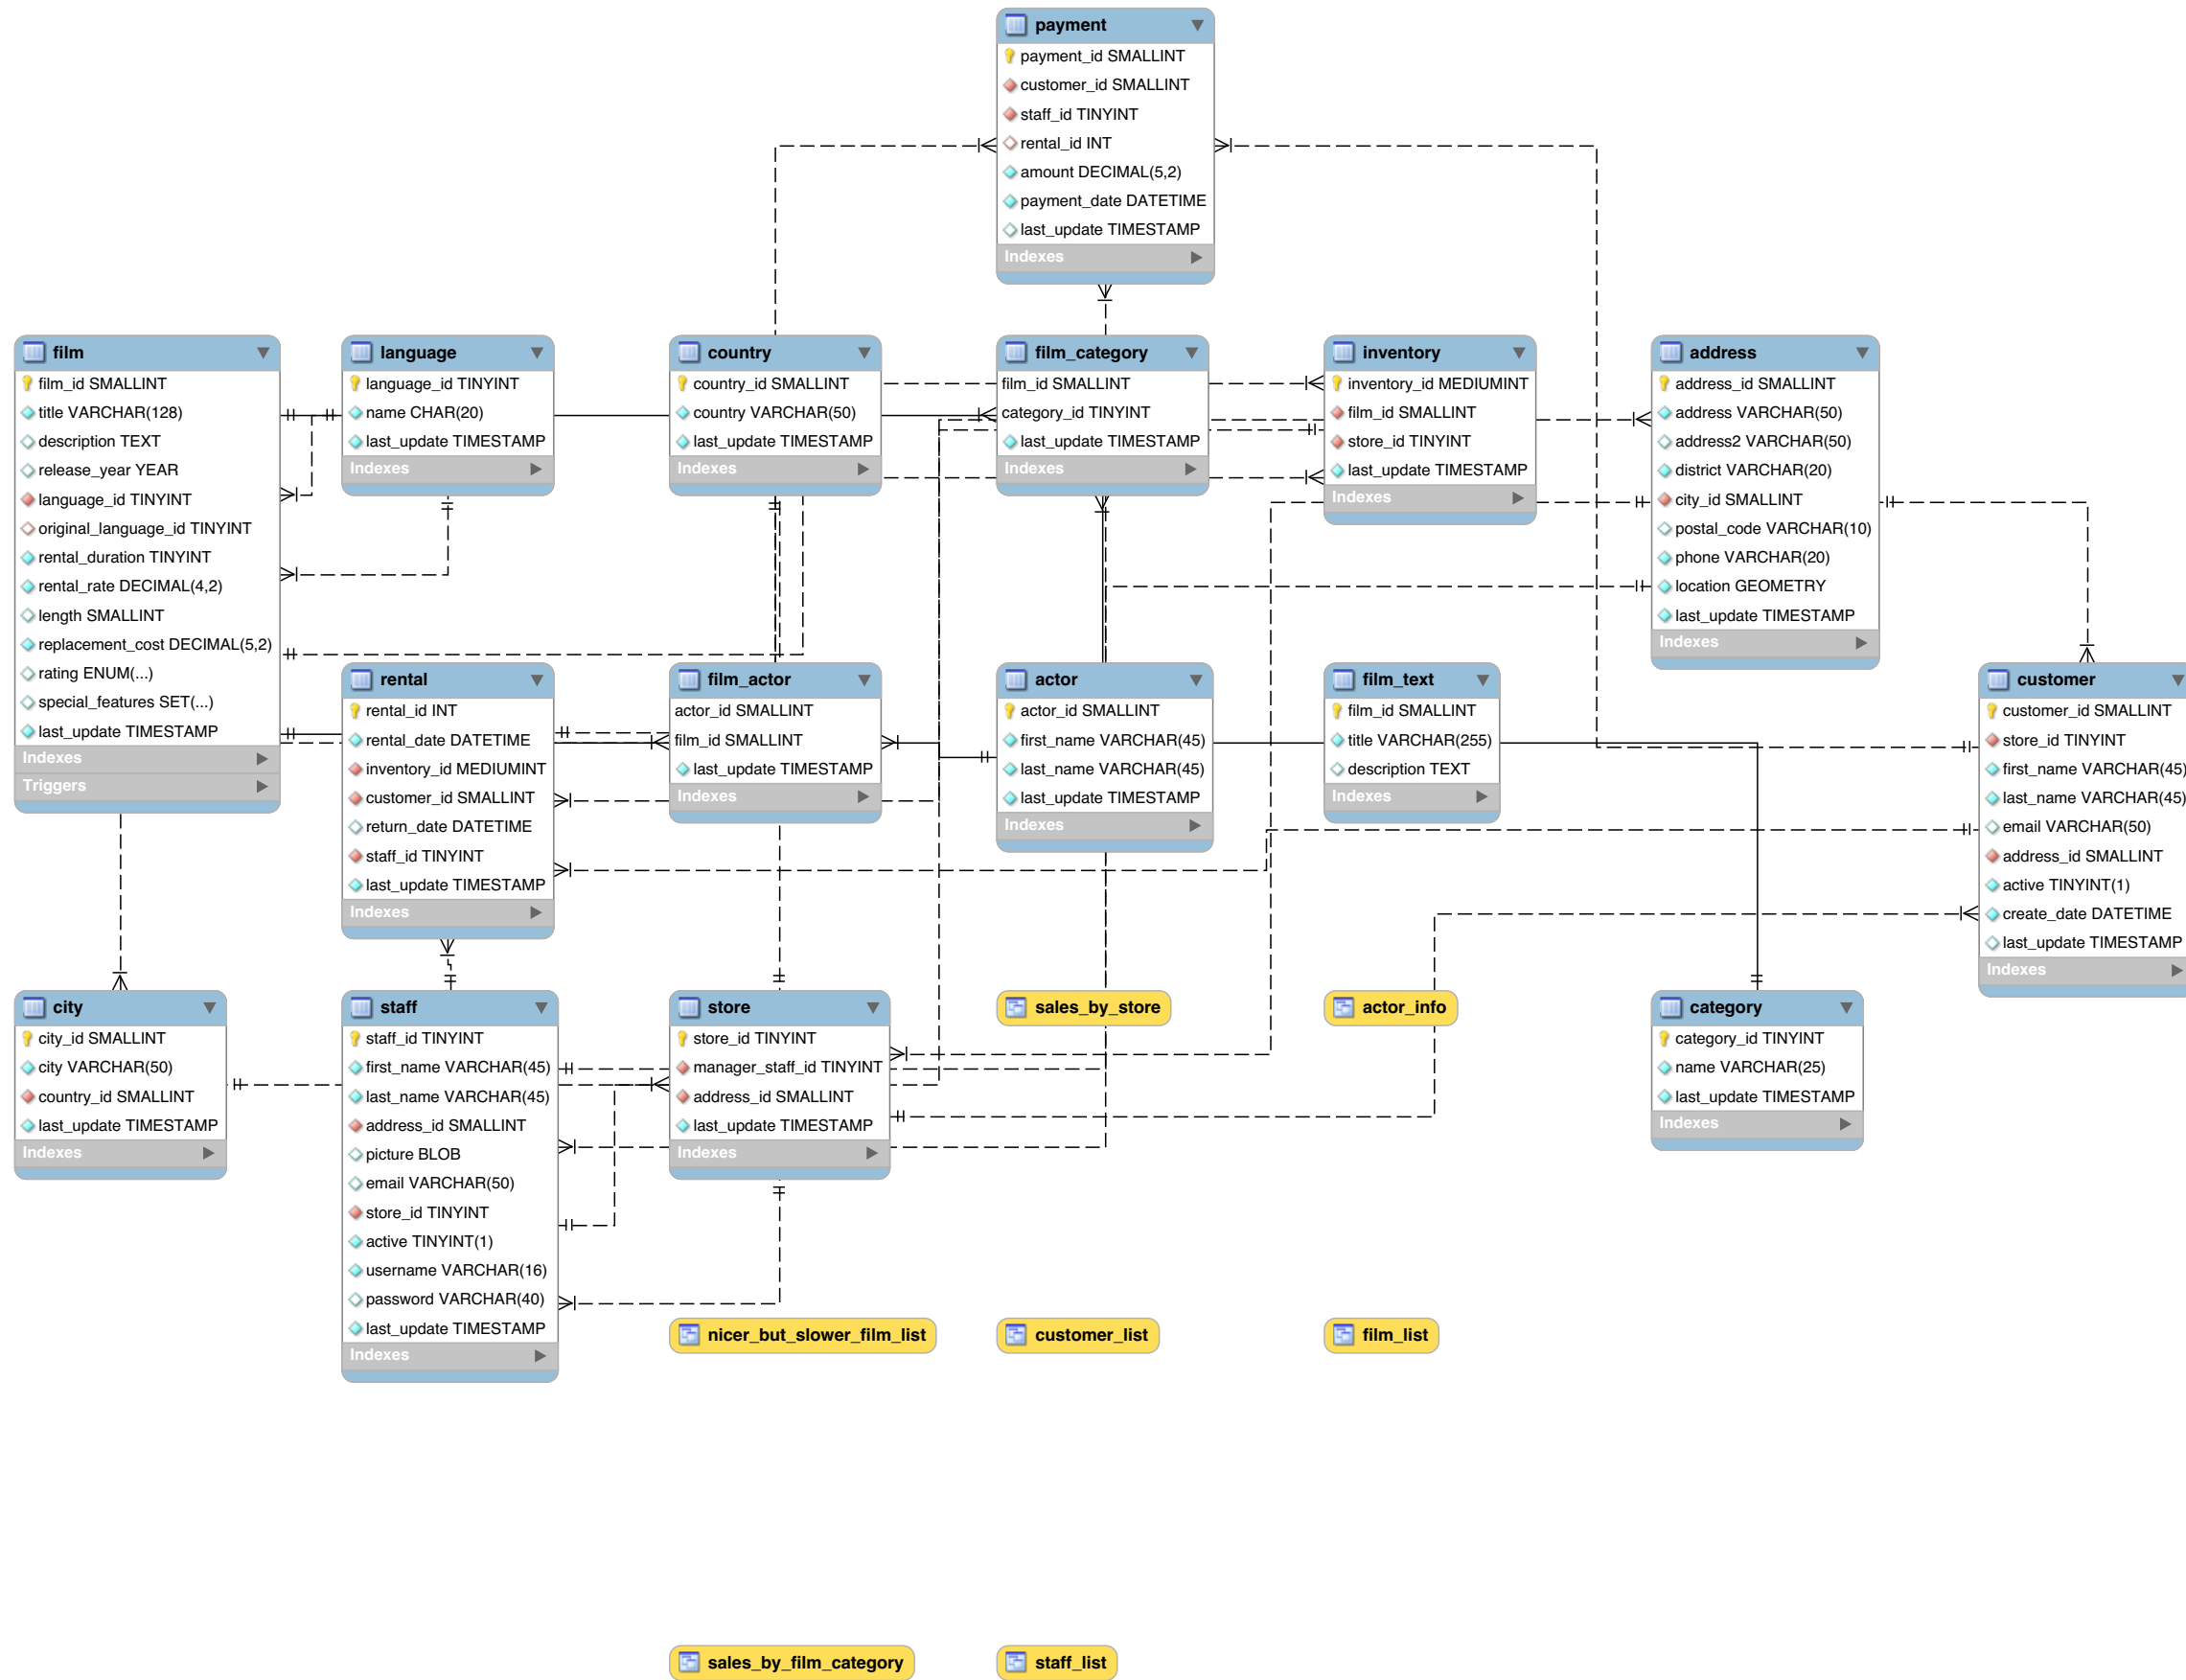 payment
payment_id SMALLINT
customer_id SMALLINT
staff_id TINYINT
rental_id INT
amount DECIMAL(5,2)
payment_date DATETIME
last_update TIMESTAMP
Indexes
film
film_id SMALLINT
title VARCHAR(128)
description TEXT
release_year YEAR
language_id TINYINT
original_language_id TINYINT
rental_duration TINYINT
rental_rate DECIMAL(4,2)
length SMALLINT
replacement_cost DECIMAL(5,2)
rating ENUM(...)
special_features SET(...)
last_update TIMESTAMP
Indexes
Triggers
language
language_id TINYINT
name CHAR(20)
last_update TIMESTAMP
Indexes
country
country_id SMALLINT
country VARCHAR(50)
last_update TIMESTAMP
Indexes
film_category
film_id SMALLINT
category_id TINYINT
last_update TIMESTAMP
Indexes
inventory
inventory_id MEDIUMINT
film_id SMALLINT
store_id TINYINT
last_update TIMESTAMP
Indexes
address
address_id SMALLINT
address VARCHAR(50)
address2 VARCHAR(50)
district VARCHAR(20)
city_id SMALLINT
postal_code VARCHAR(10)
phone VARCHAR(20)
location GEOMETRY
last_update TIMESTAMP
Indexes
rental
rental_id INT
rental_date DATETIME
inventory_id MEDIUMINT
customer_id SMALLINT
return_date DATETIME
staff_id TINYINT
last_update TIMESTAMP
Indexes
film_actor
actor_id SMALLINT
film_id SMALLINT
last_update TIMESTAMP
Indexes
actor
actor_id SMALLINT
first_name VARCHAR(45)
last_name VARCHAR(45)
last_update TIMESTAMP
Indexes
film_text
film_id SMALLINT
title VARCHAR(255)
description TEXT
Indexes
customer
customer_id SMALLINT
store_id TINYINT
first_name VARCHAR(45)
last_name VARCHAR(45)
email VARCHAR(50)
address_id SMALLINT
active TINYINT(1)
create_date DATETIME
last_update TIMESTAMP
Indexes
city
city_id SMALLINT
city VARCHAR(50)
country_id SMALLINT
last_update TIMESTAMP
Indexes
staff
staff_id TINYINT
first_name VARCHAR(45)
last_name VARCHAR(45)
address_id SMALLINT
picture BLOB
email VARCHAR(50)
store_id TINYINT
active TINYINT(1)
username VARCHAR(16)
password VARCHAR(40)
last_update TIMESTAMP
Indexes
store
store_id TINYINT
manager_staff_id TINYINT
address_id SMALLINT
last_update TIMESTAMP
Indexes
sales_by_store
actor_info
category
category_id TINYINT
name VARCHAR(25)
last_update TIMESTAMP
Indexes
nicer_but_slower_film_list
customer_list
film_list
sales_by_film_category
staff_list